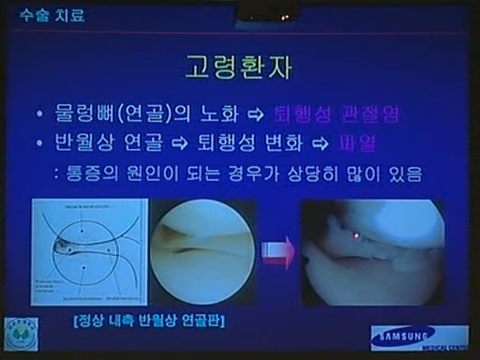 수술 치료
고령환자
• 물렁뼈(연골)의 노화 ⇨ 퇴행성 관절염
• 반월상 연골 ⇨ 퇴행성 변화 ⇨ 파열
: 통증의 원인이 되는 경우가 상당히 많이 있음
[정상 내측 반월상 연골판]
SAMSUNG
MEDICAL CENTER